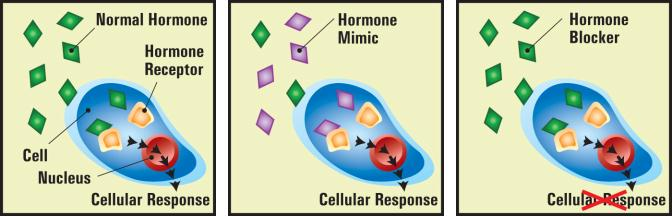 Normal Hormone
Hormone
Receptor
Cell
Nucleus
Cellular Response
Hormone
Mimic
Cellular Response
Hormone
Blocker
Cellular Response